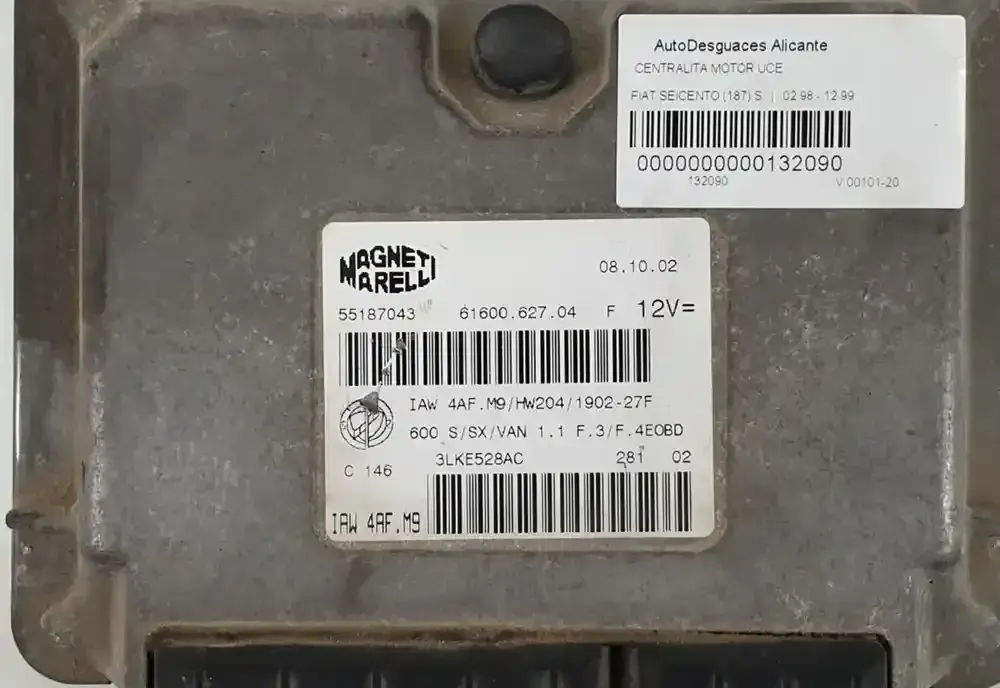 AutoDesguaces Alicante
CENTRALITA MOTOR UCE
FIAT SEICENTO (187) S | 02.98 - 12.99
0000000000132090
132090 V 00101-20
MAGNETI
MARELLI
08.10.02
55187043 61600.627.04 F 12V=
IAW 4AF.M9/HW204/1902-27F
600 S/SX/VAN 1.1 F.3/F.4EOBD
3LKE528AC 281 02
C 146
IAW 4AF.M9